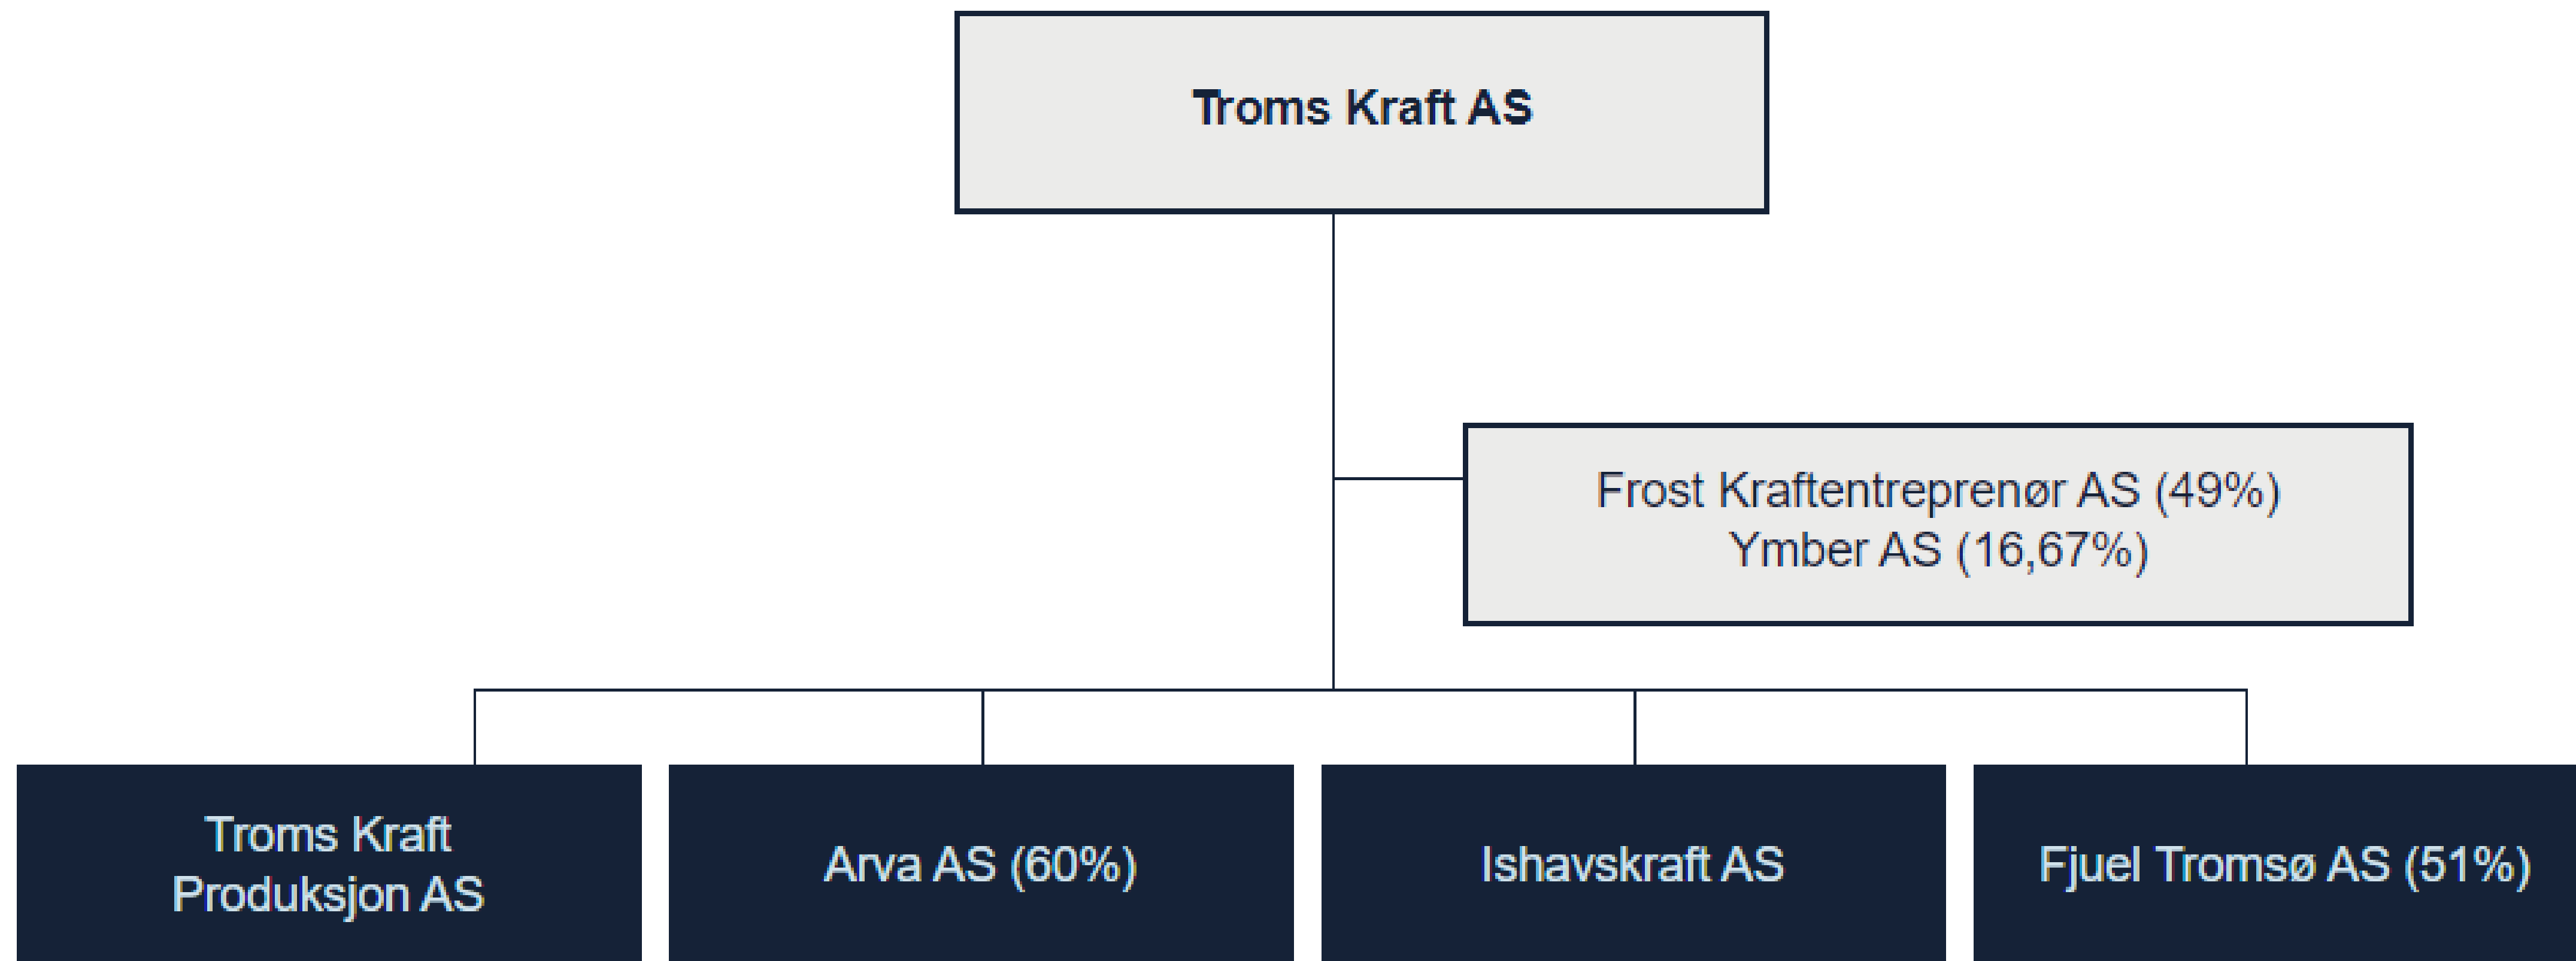 Troms Kraft AS
Frost Kraftentreprenør AS (49%)
Ymber AS (16,67%)
Troms Kraft
Produksjon AS
Arva AS (60%)
Ishavskraft AS
Fjuel Tromsø AS (51%)